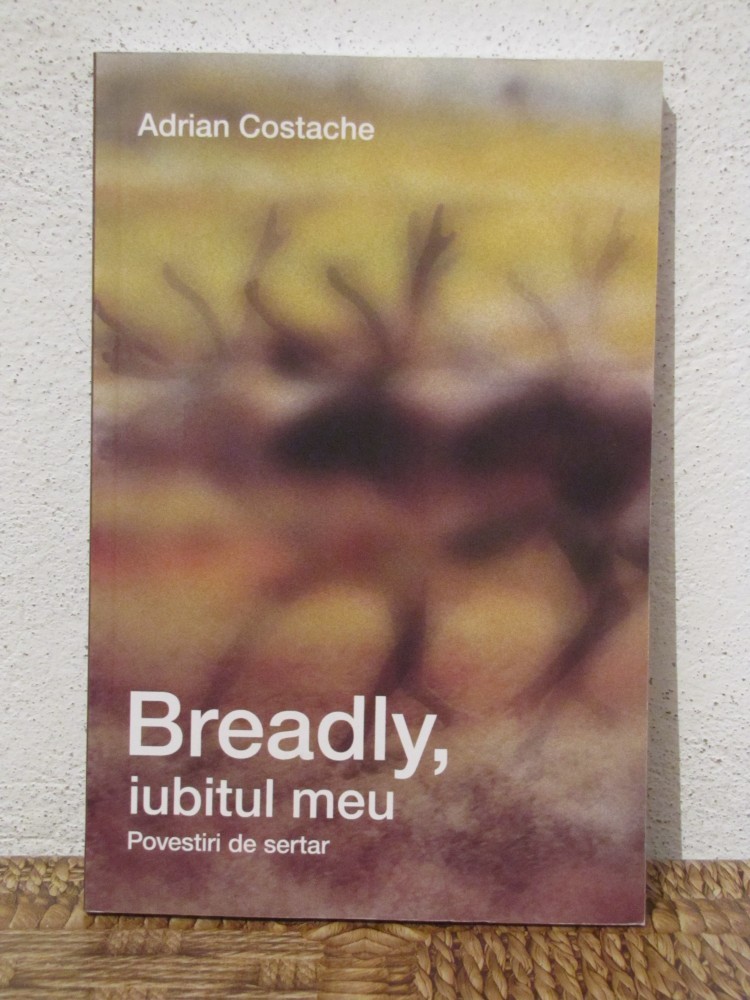 Adrian Costache
Breadly,
iubitul meu
Povestiri de sertar